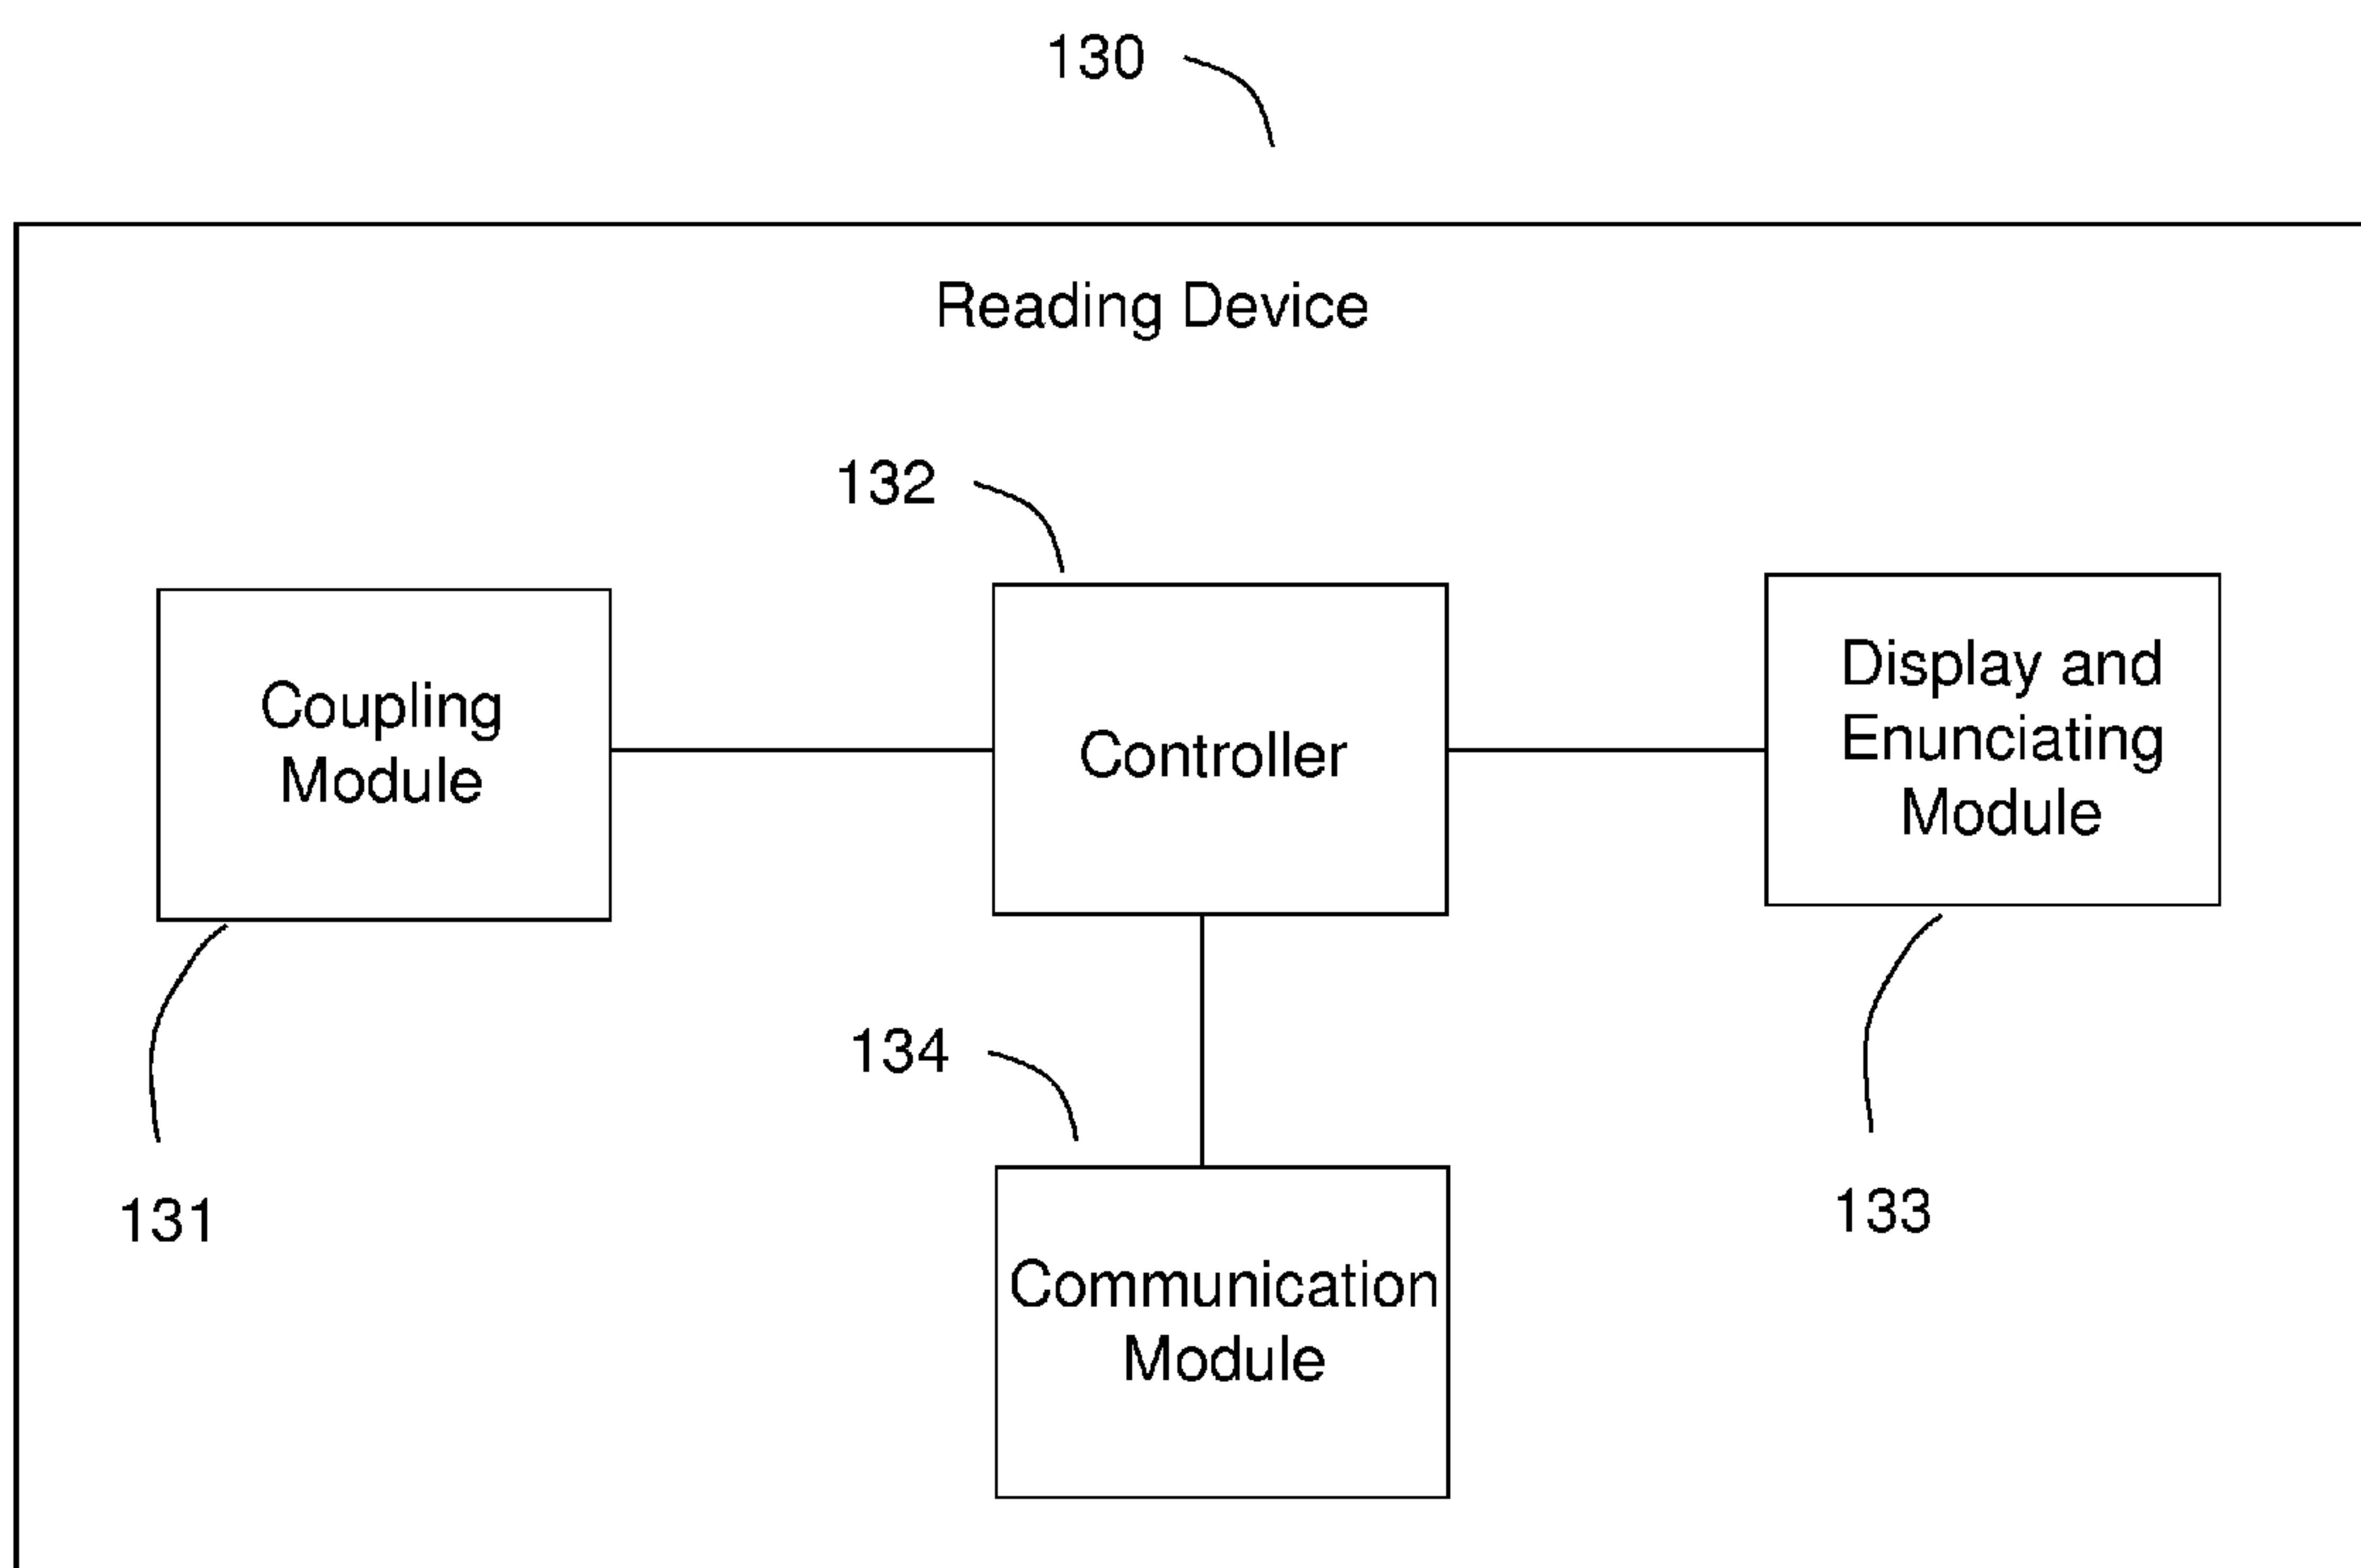 130
Reading Device
132
Coupling
Module
Controller
Display and
Enunciating
Module
134
131
133
Communication
Module